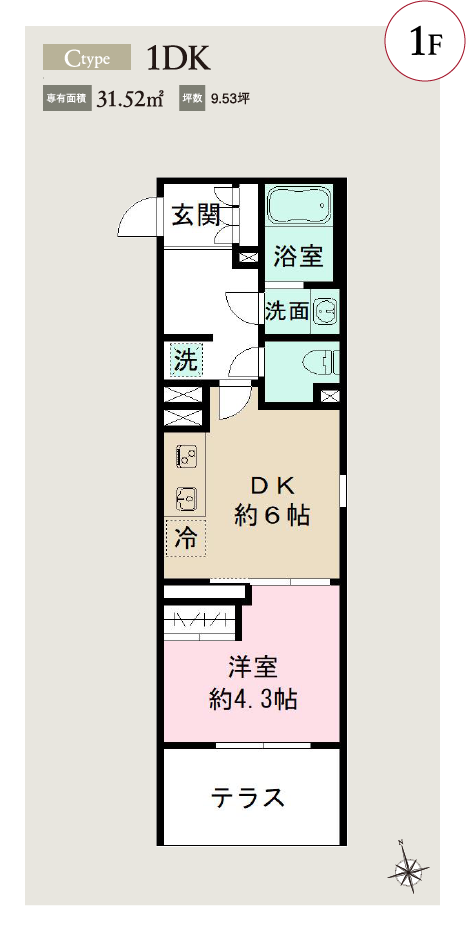 1F
Ctype 1DK
専有面積 31.52㎡ 坪数 9.53坪
玄関
浴室
洗面
洗
DK
約6帖
冷
洋室
約4.3帖
テラス
N